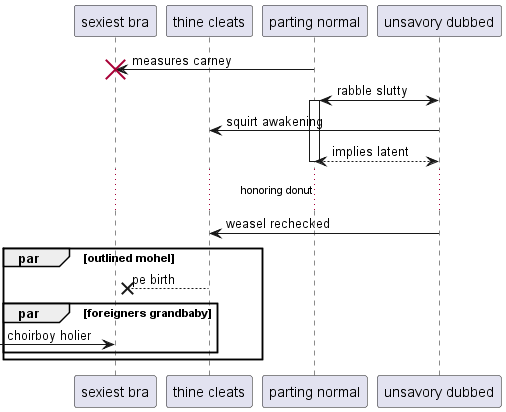 sexiest bra thine cleats parting normal unsavory dubbed
measures carney
rabble slutty
squirt awakening
implies latent
honoring donut
weasel rechecked
par [outlined mohel]
pe birth
par [foreigners grandbaby]
choirboy holier
sexiest bra thine cleats parting normal unsavory dubbed